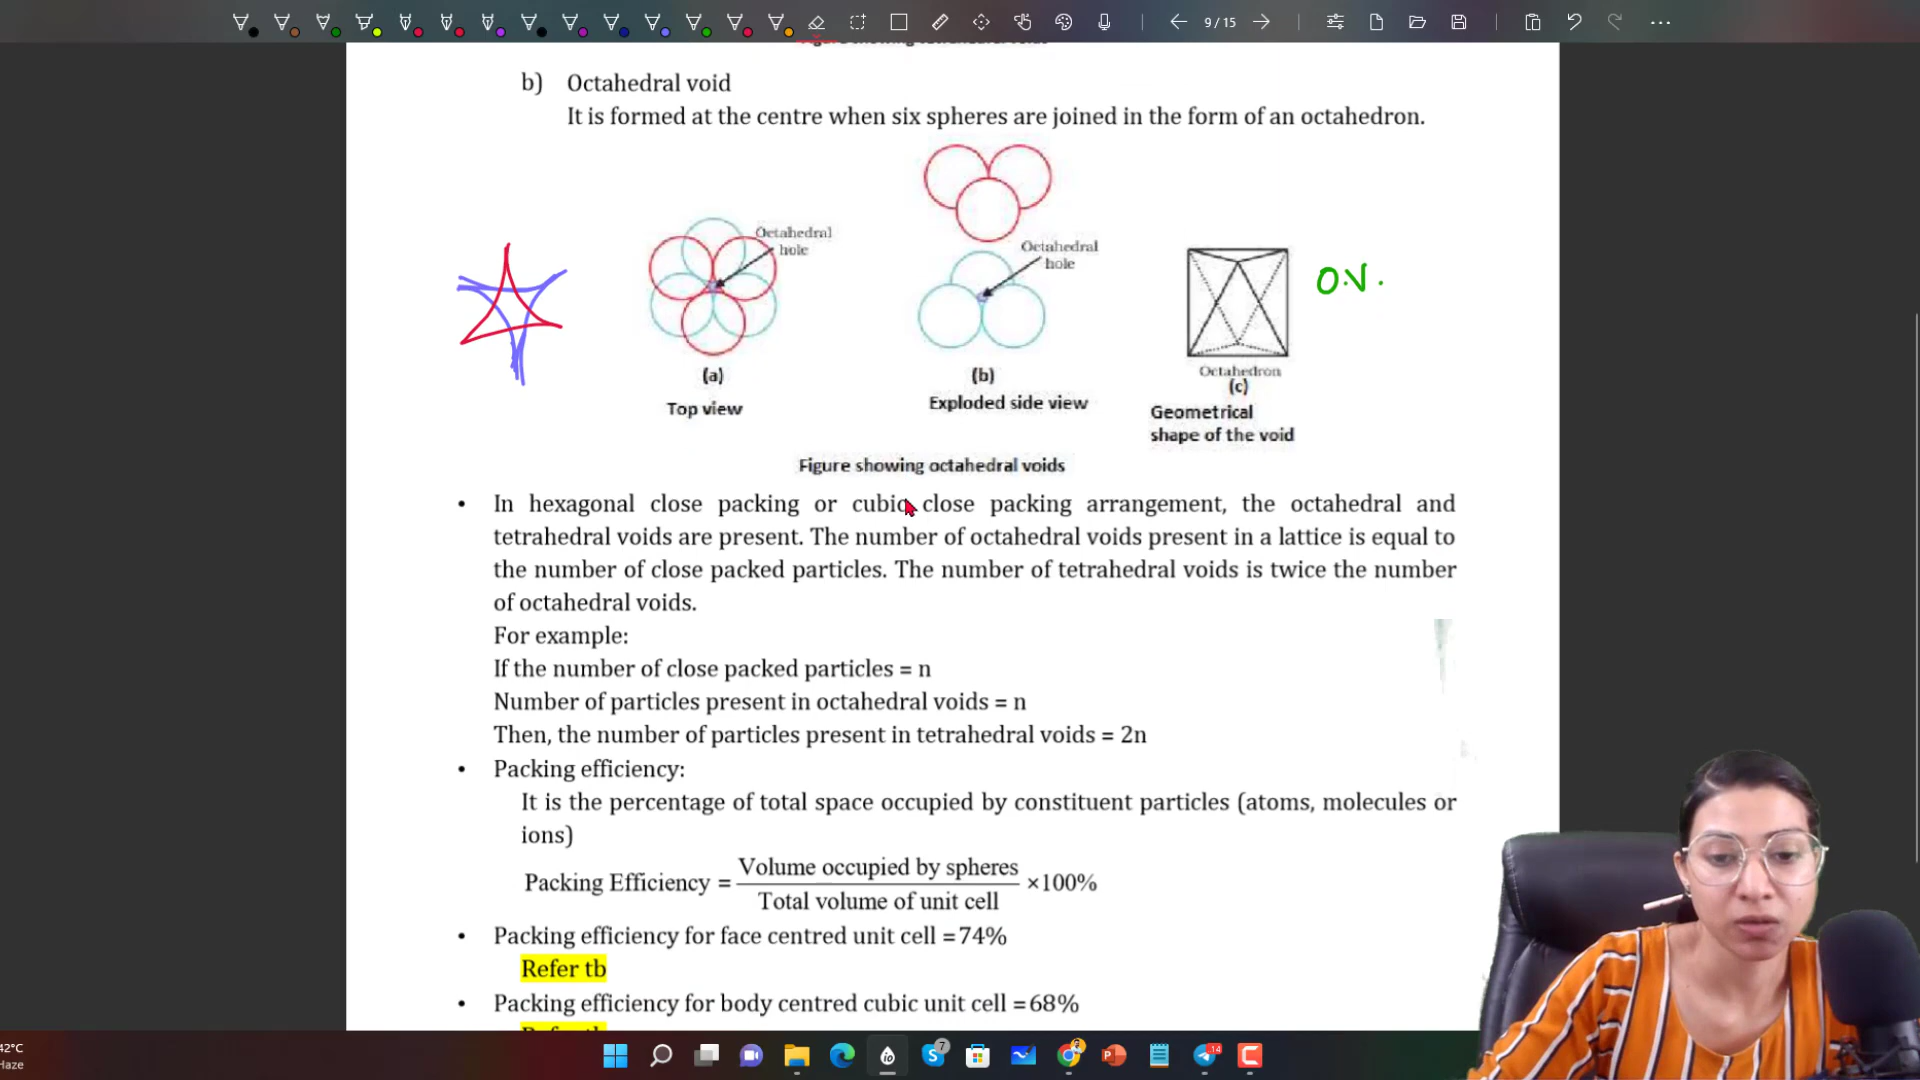 9 / 15
b) Octahedral void
It is formed at the centre when six spheres are joined in the form of an octahedron.
Octahedral
hole
Octahedral
hole
O.V.
Octahedron
(a)
(b)
(c)
Top view
Exploded side view
Geometrical
shape of the void
Figure showing octahedral voids
• In hexagonal close packing or cubic close packing arrangement, the octahedral and
tetrahedral voids are present. The number of octahedral voids present in a lattice is equal to
the number of close packed particles. The number of tetrahedral voids is twice the number
of octahedral voids.
For example:
If the number of close packed particles = n
Number of particles present in octahedral voids = n
Then, the number of particles present in tetrahedral voids = 2n
• Packing efficiency:
It is the percentage of total space occupied by constituent particles (atoms, molecules or
ions)
Packing Efficiency = Volume occupied by spheres / Total volume of unit cell ×100%
• Packing efficiency for face centred unit cell =74%
Refer tb
• Packing efficiency for body centred cubic unit cell =68%
42°C
Haze
7
14